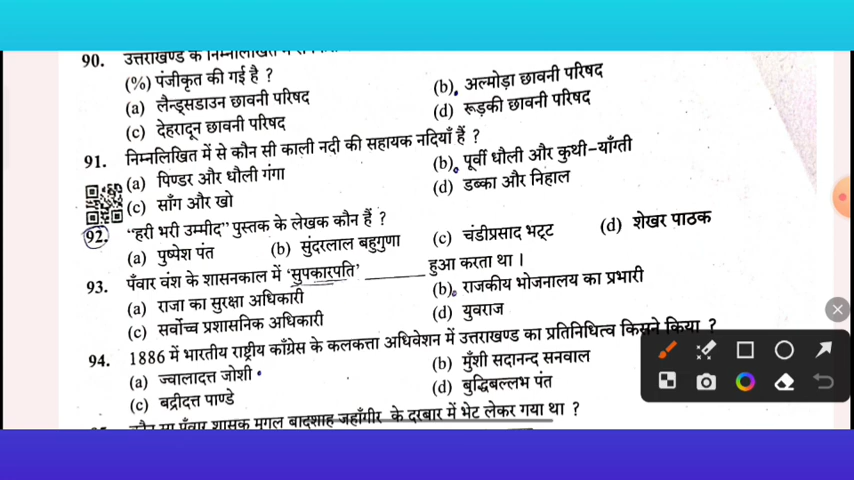 90. उत्तराखण्ड के निम्नलिखित में
(%) पंजीकृत की गई है ?
(a) लैन्ड्सडाउन छावनी परिषद (b) अल्मोड़ा छावनी परिषद
(c) देहरादून छावनी परिषद (d) रूड़की छावनी परिषद
91. निम्नलिखित में से कौन सी काली नदी की सहायक नदियाँ हैं ?
(a) पिण्डर और धौली गंगा (b) पूर्वी धौली और कुथी-याँग्ती
(c) साँग और खो (d) डब्का और निहाल
92. “हरी भरी उम्मीद” पुस्तक के लेखक कौन हैं ?
(a) पुष्पेश पंत (b) सुंदरलाल बहुगुणा (c) चंडीप्रसाद भट्ट (d) शेखर पाठक
93. पँवार वंश के शासनकाल में ‘सुपकारपति’ ______ हुआ करता था ।
(a) राजा का सुरक्षा अधिकारी (b) राजकीय भोजनालय का प्रभारी
(c) सर्वोच्च प्रशासनिक अधिकारी (d) युवराज
94. 1886 में भारतीय राष्ट्रीय काँग्रेस के कलकत्ता अधिवेशन में उत्तराखण्ड का प्रतिनिधित्व किसने किया ?
(a) ज्वालादत्त जोशी (b) मुँशी सदानन्द सनवाल
(c) बद्रीदत्त पाण्डे (d) बुद्धिबल्लभ पंत
पँवार शासक मुगल बादशाह जहाँगीर के दरबार में भेट लेकर गया था ?